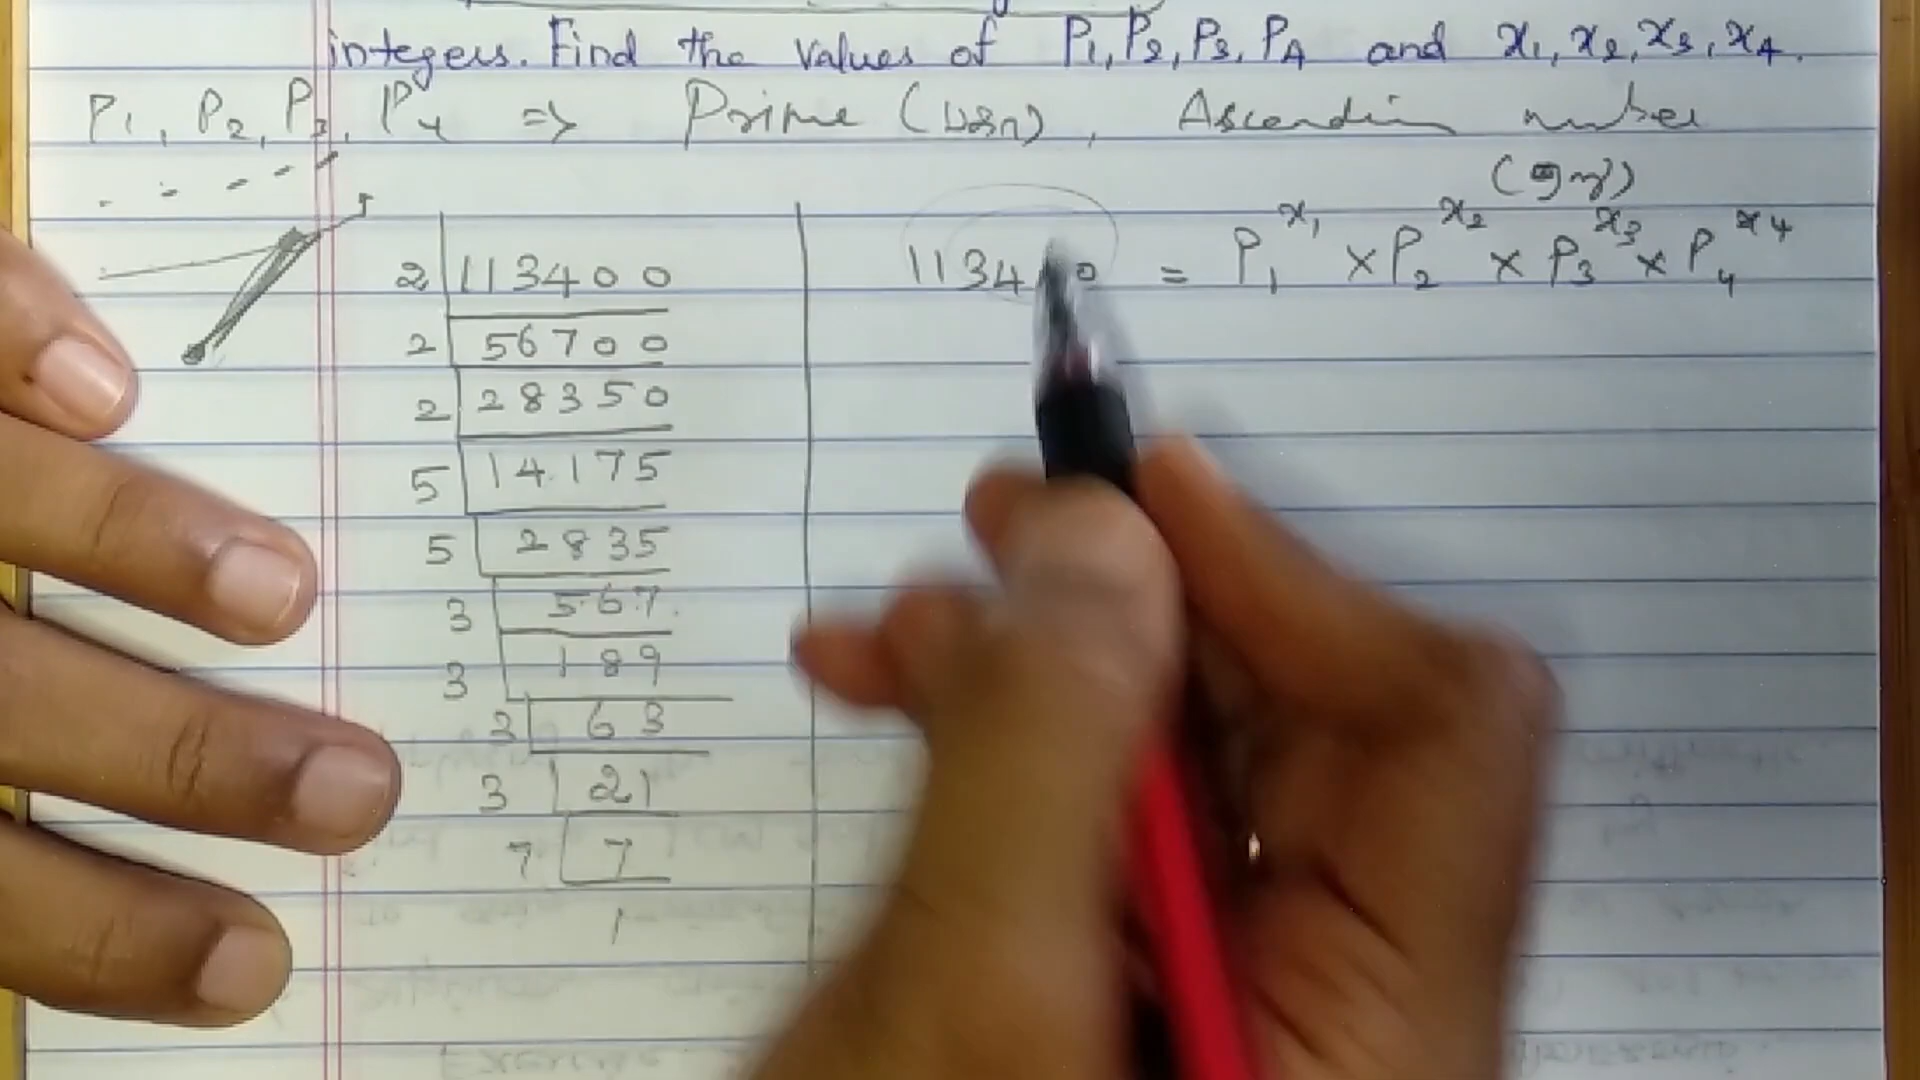 integers. Find the values of P₁, P₂, P₃, P₄ and x₁, x₂, x₃, x₄.
P₁, P₂, P₃, P₄ => Prime, Ascending number
113400 = P₁^x₁ × P₂^x₂ × P₃^x₃ × P₄^x₄
2 | 113400
2 | 56700
2 | 28350
5 | 14175
5 | 2835
3 | 567
3 | 189
3 | 63
3 | 21
7 | 7
1